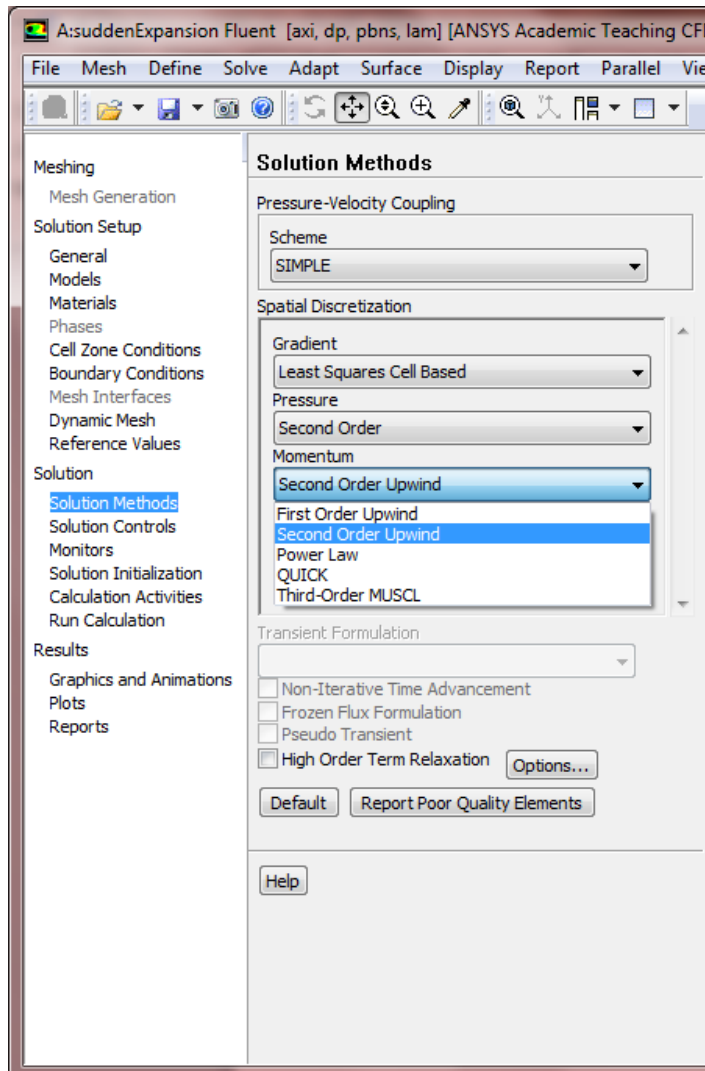 A:suddenExpansion Fluent [axi, dp, pbns, lam] [ANSYS Academic Teaching CF
File Mesh Define Solve Adapt Surface Display Report Parallel Vie
Meshing
Mesh Generation
Solution Setup
General
Models
Materials
Phases
Cell Zone Conditions
Boundary Conditions
Mesh Interfaces
Dynamic Mesh
Reference Values
Solution
Solution Methods
Solution Controls
Monitors
Solution Initialization
Calculation Activities
Run Calculation
Results
Graphics and Animations
Plots
Reports
Solution Methods
Pressure-Velocity Coupling
Scheme
SIMPLE
Spatial Discretization
Gradient
Least Squares Cell Based
Pressure
Second Order
Momentum
Second Order Upwind
First Order Upwind
Second Order Upwind
Power Law
QUICK
Third-Order MUSCL
Transient Formulation
Non-Iterative Time Advancement
Frozen Flux Formulation
Pseudo Transient
High Order Term Relaxation Options...
Default Report Poor Quality Elements
Help